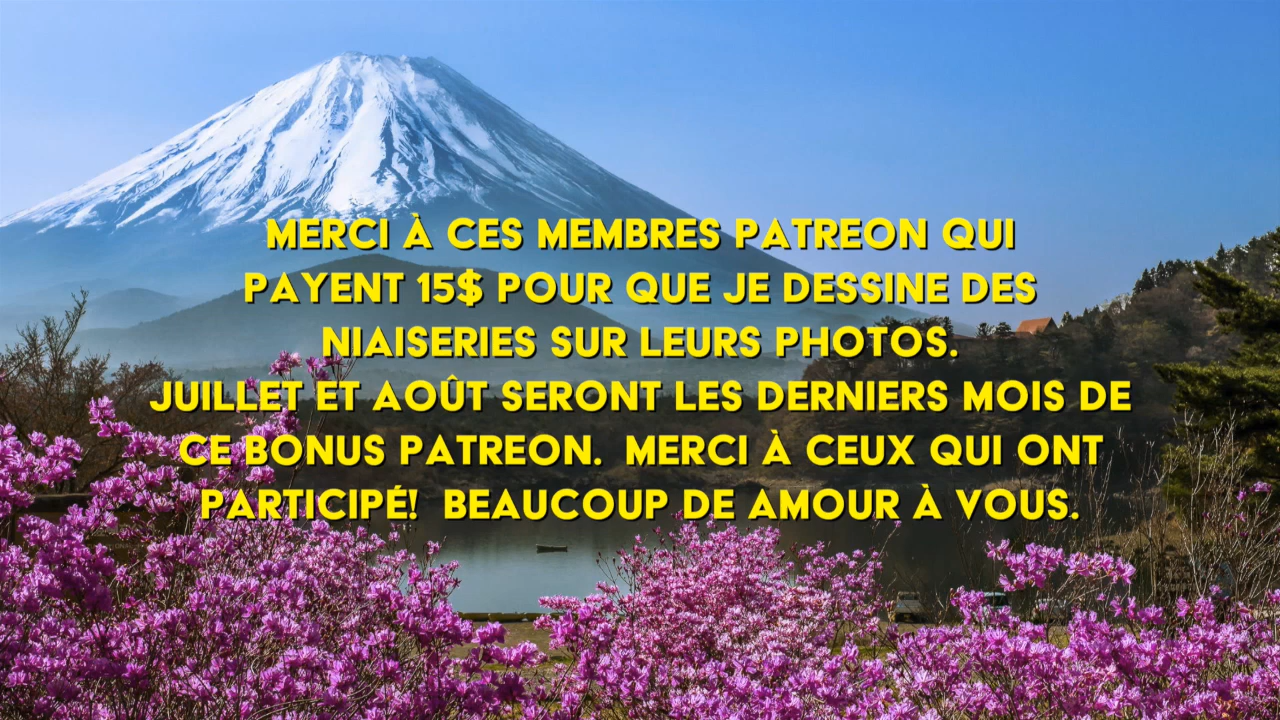 MERCI À CES MEMBRES PATREON QUI
PAYENT 15$ POUR QUE JE DESSINE DES
NIAISERIES SUR LEURS PHOTOS.
JUILLET ET AOÛT SERONT LES DERNIERS MOIS DE
CE BONUS PATREON.  MERCI À CEUX QUI ONT
PARTICIPÉ!  BEAUCOUP DE AMOUR À VOUS.